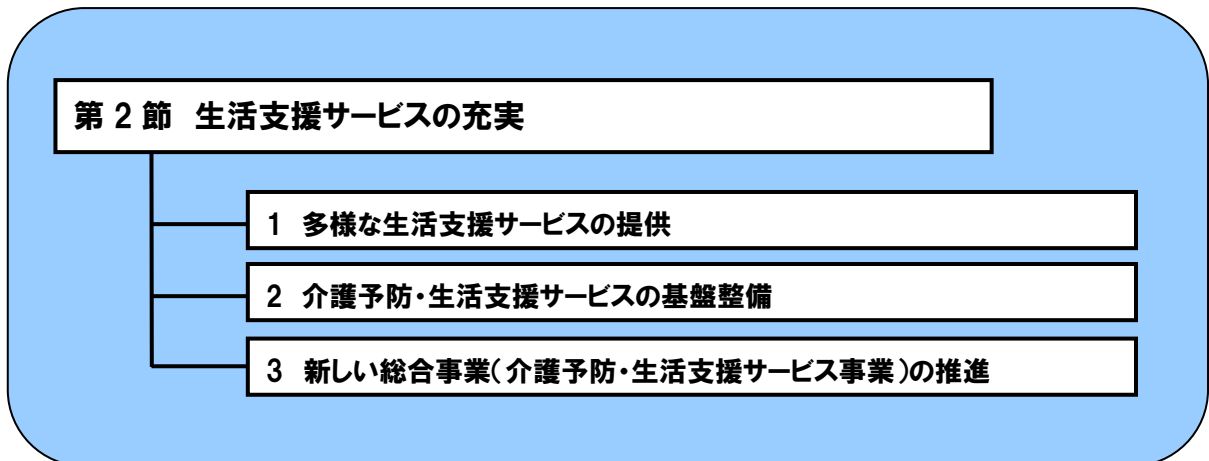 第2節 生活支援サービスの充実
1 多様な生活支援サービスの提供
2 介護予防・生活支援サービスの基盤整備
3 新しい総合事業(介護予防・生活支援サービス事業)の推進